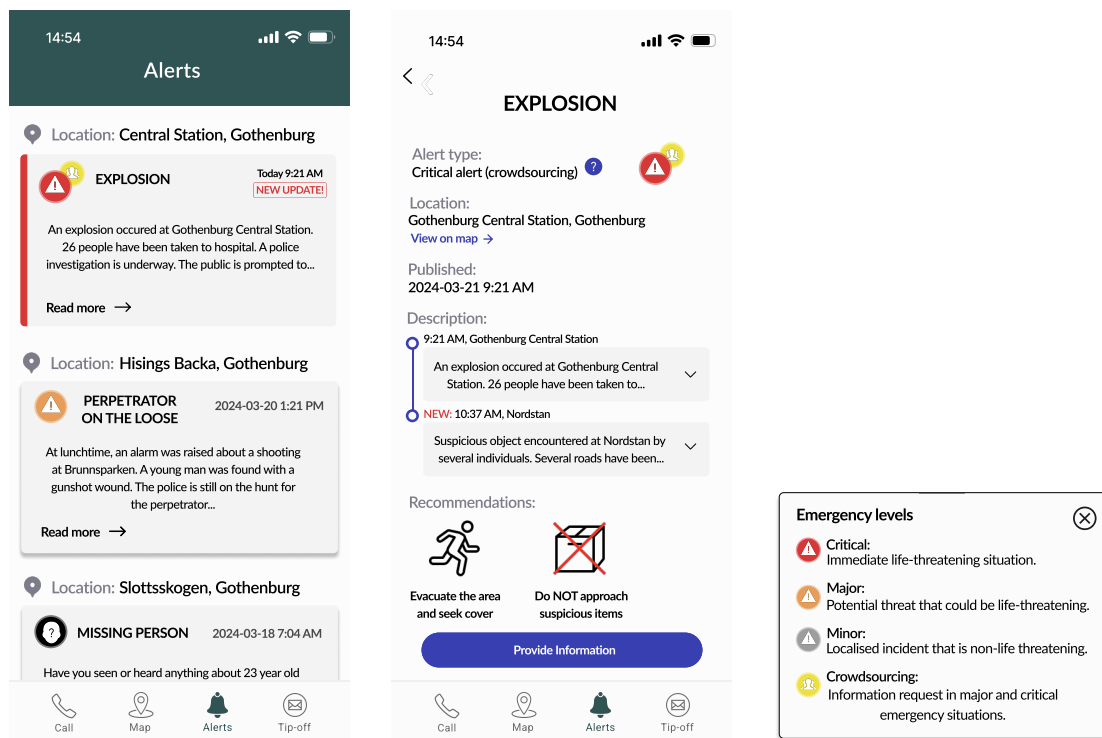 14:54
Alerts
Location: Central Station, Gothenburg
EXPLOSION
Today 9:21 AM
NEW UPDATE!
An explosion occured at Gothenburg Central Station.
26 people have been taken to hospital. A police
investigation is underway. The public is prompted to...
Read more →
Location: Hisings Backa, Gothenburg
PERPETRATOR
ON THE LOOSE
2024-03-20 1:21 PM
At lunchtime, an alarm was raised about a shooting
at Brunnsparken. A young man was found with a
gunshot wound. The police is still on the hunt for
the perpetrator...
Read more →
Location: Slottsskogen, Gothenburg
?
MISSING PERSON
2024-03-18 7:04 AM
Have you seen or heard anything about 23 year old
Call
Map
Alerts
Tip-off
14:54
EXPLOSION
Alert type:
Critical alert (crowdsourcing) ?
Location:
Gothenburg Central Station, Gothenburg
View on map →
Published:
2024-03-21 9:21 AM
Description:
9:21 AM, Gothenburg Central Station
An explosion occured at Gothenburg Central
Station. 26 people have been taken to...
NEW: 10:37 AM, Nordstan
Suspicious object encountered at Nordstan by
several individuals. Several roads have been...
Recommendations:
Evacuate the area
and seek cover
Do NOT approach
suspicious items
Provide Information
Call
Map
Alerts
Tip-off
Emergency levels
Critical:
Immediate life-threatening situation.
Major:
Potential threat that could be life-threatening.
Minor:
Localised incident that is non-life threatening.
Crowdsourcing:
Information request in major and critical
emergency situations.